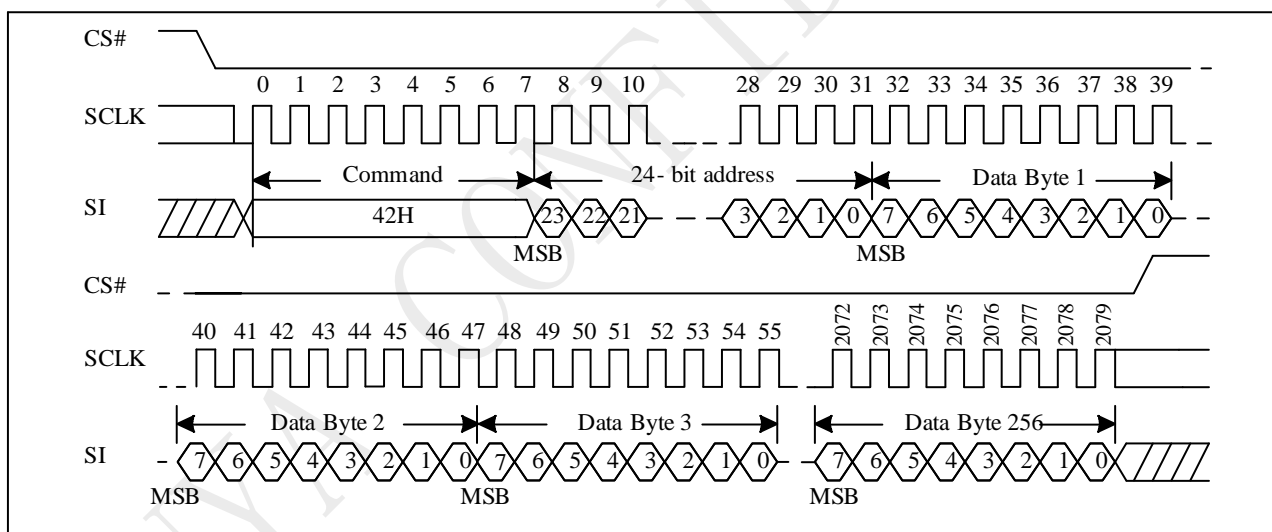 CS#
0 1 2 3 4 5 6 7 8 9 10 28 29 30 31 32 33 34 35 36 37 38 39
SCLK
Command 24- bit address Data Byte 1
SI 42H 23 22 21 3 2 1 0 7 6 5 4 3 2 1 0
MSB MSB
CS#
40 41 42 43 44 45 46 47 48 49 50 51 52 53 54 55 2072 2073 2074 2075 2076 2077 2078 2079
SCLK
Data Byte 2 Data Byte 3 Data Byte 256
SI 7 6 5 4 3 2 1 0 7 6 5 4 3 2 1 0 7 6 5 4 3 2 1 0
MSB MSB MSB